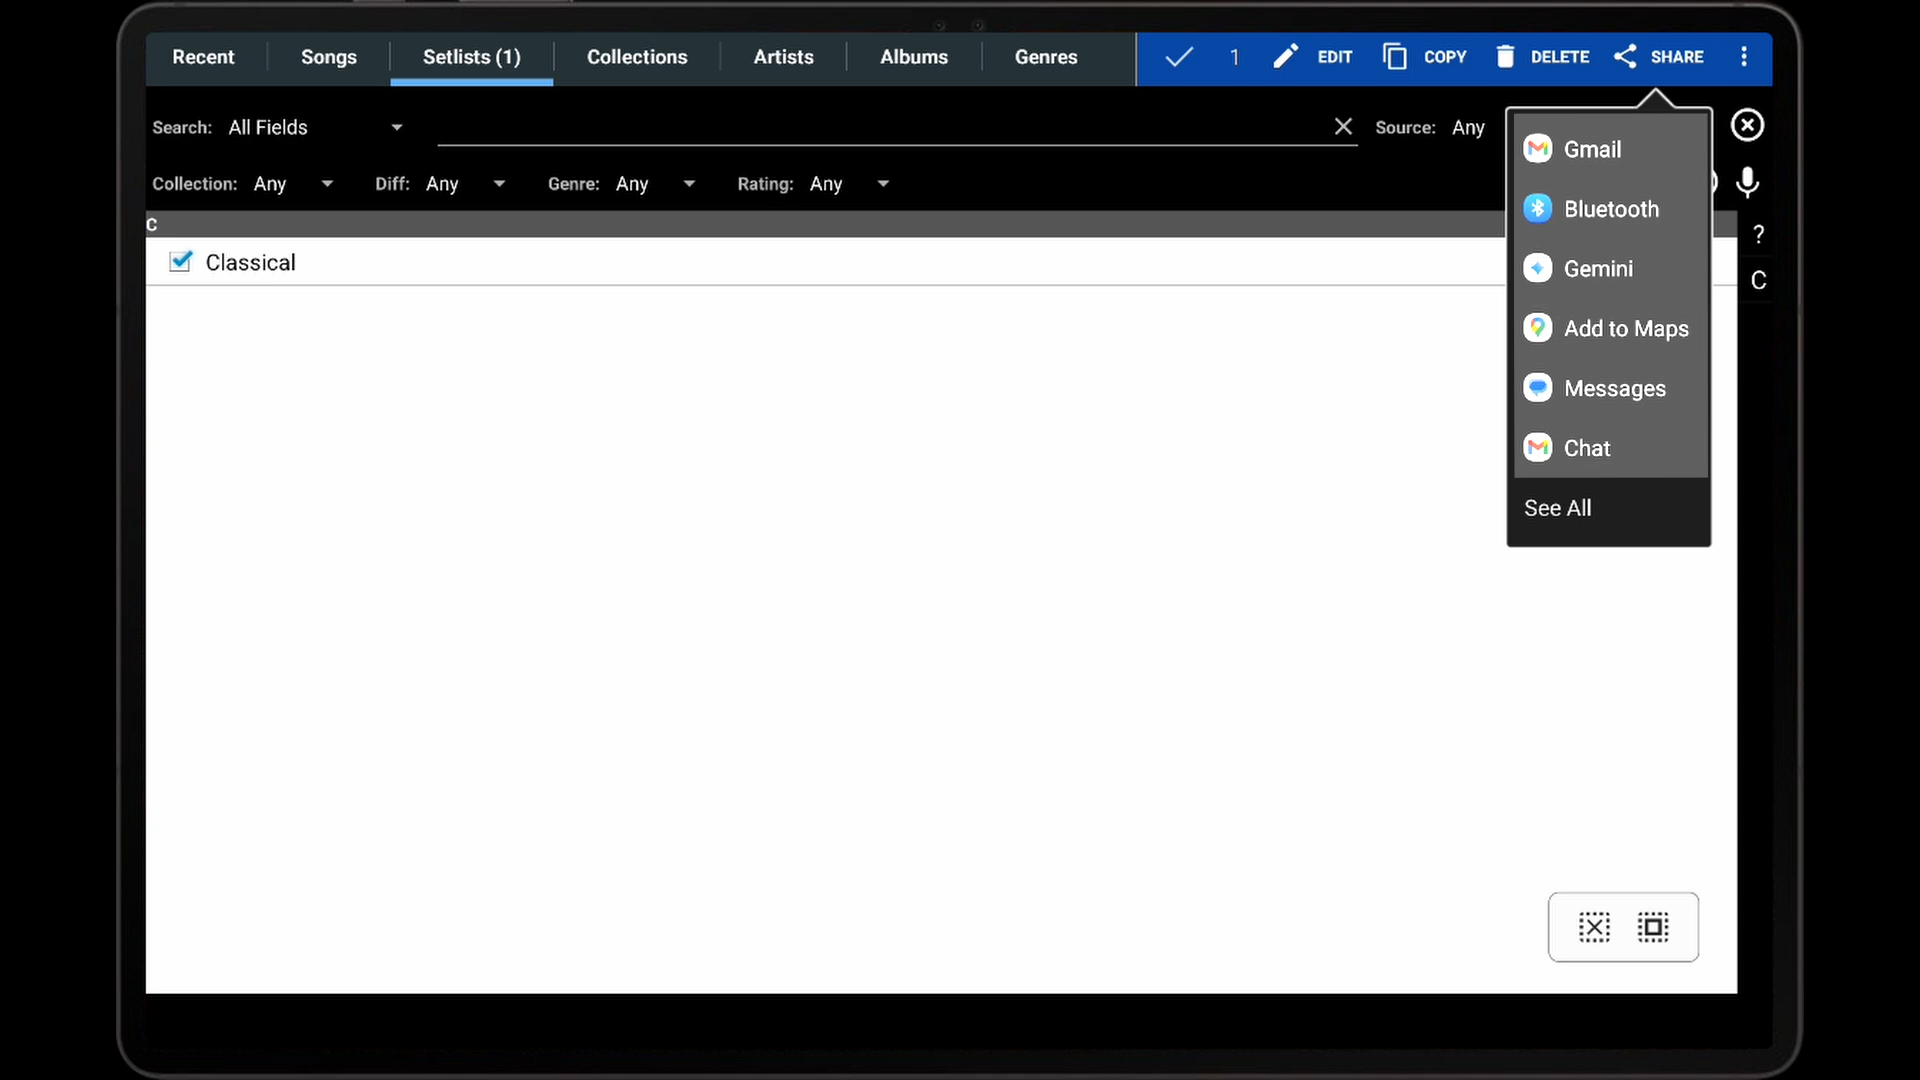 Recent Songs Setlists (1) Collections Artists Albums Genres 1 EDIT COPY DELETE SHARE
Search: All Fields Source: Any
Collection: Any Diff: Any Genre: Any Rating: Any
C
Classical
Gmail
Bluetooth
Gemini
Add to Maps
Messages
Chat
See All
?
C